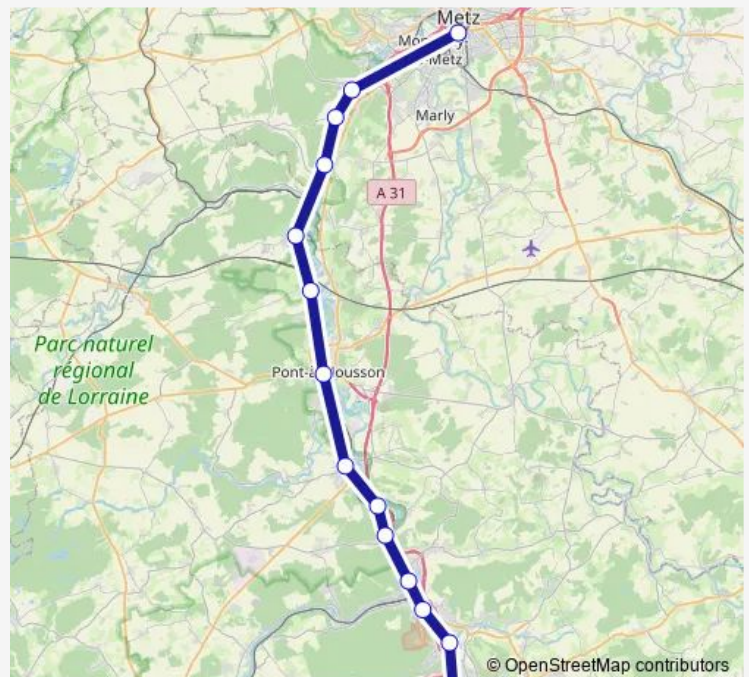 Metz
Metz
Marly
A 31
Parc naturel
régional
de Lorraine
© OpenStreetMap contributors